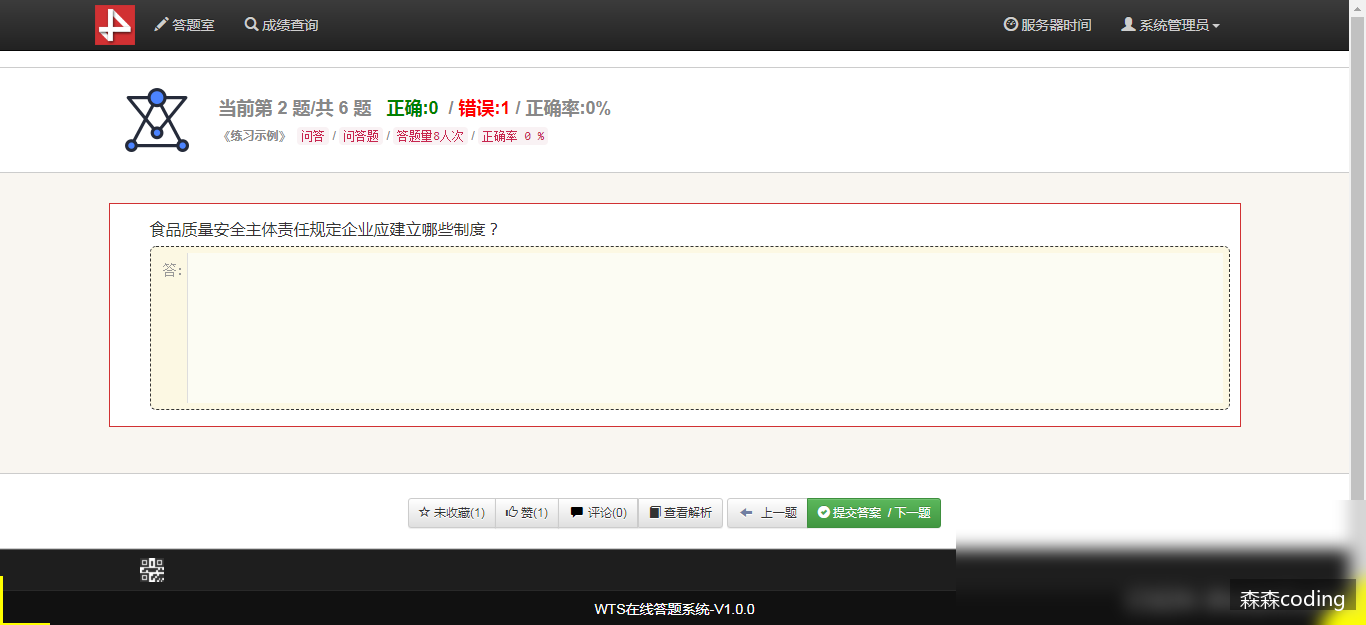 答题室 成绩查询 服务器时间 系统管理员
当前第 2 题/共 6 题 正确:0 / 错误:1 / 正确率:0%
《练习示例》 问答 / 问答题 / 答题量8人次 / 正确率 0 %
食品质量安全主体责任规定企业应建立哪些制度？
答:
未收藏(1) 赞(1) 评论(0) 查看解析 上一题 提交答案 / 下一题
WTS在线答题系统-V1.0.0
森森coding